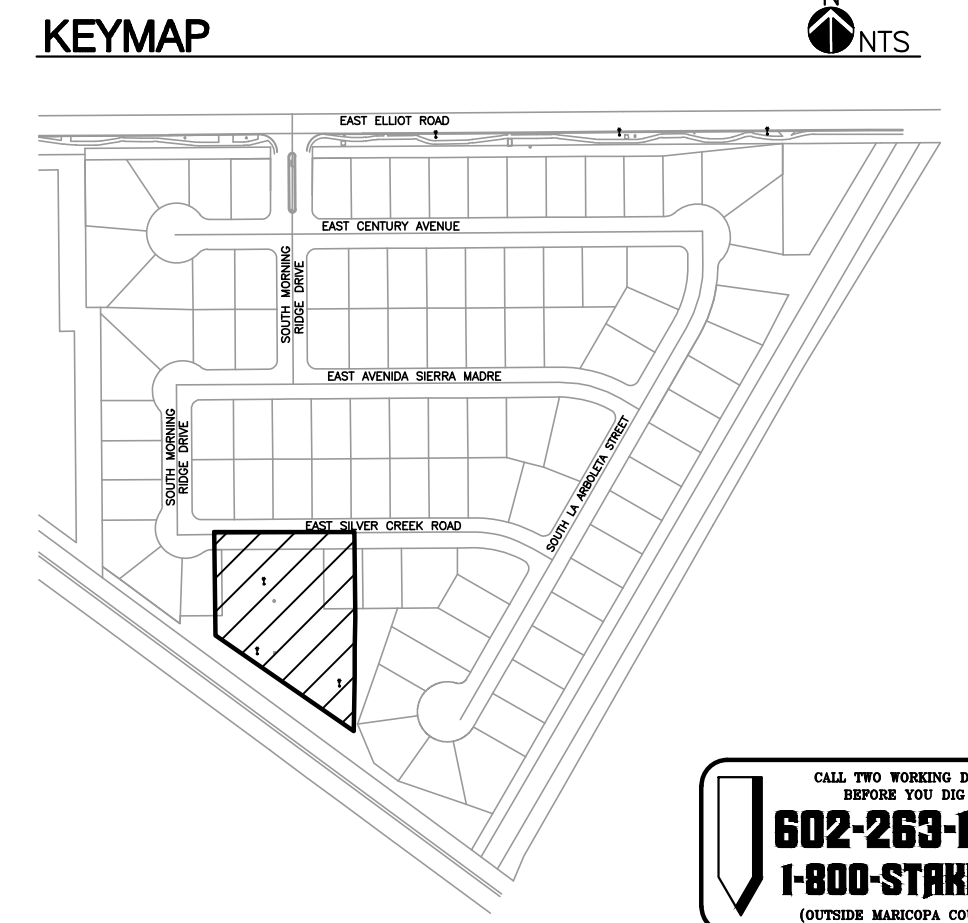 KEYMAP
N
NTS
EAST ELLIOT ROAD
EAST CENTURY AVENUE
SOUTH MORNING
RIDGE DRIVE
EAST AVENIDA SIERRA MADRE
SOUTH MORNING
RIDGE DRIVE
SOUTH LA ARBOLETA STREET
EAST SILVER CREEK ROAD
CALL TWO WORKING D
BEFORE YOU DIG
602-263-1
1-800-STAK
(OUTSIDE MARICOPA COU